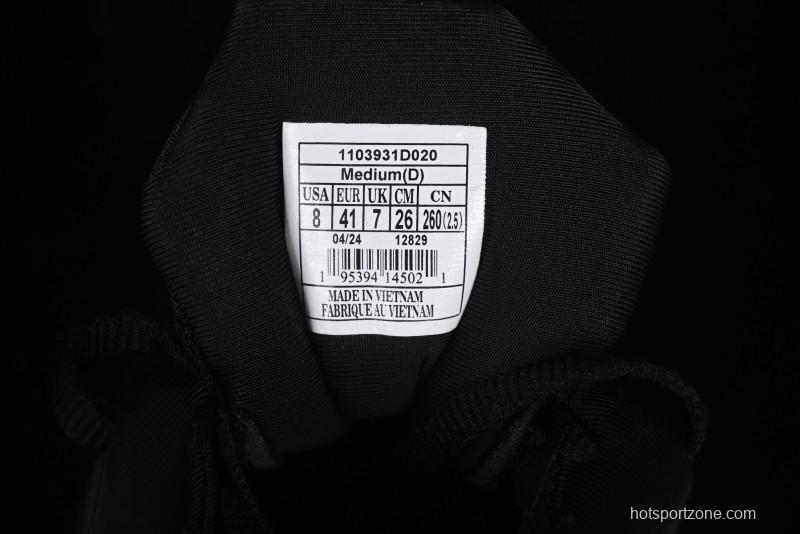 1103931D020
Medium(D)
USA EUR UK CM CN
8 41 7 26 260(2.5)
04/24 12829
1 95394 14502 1
MADE IN VIETNAM
FABRIQUE AU VIETNAM
hotsportzone.com